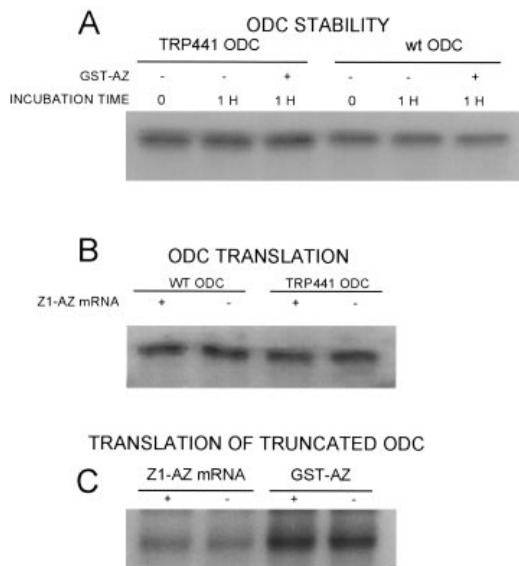 A
ODC STABILITY
TRP441 ODC wt ODC
GST-AZ - - + - - +
INCUBATION TIME 0 1 H 1 H 0 1 H 1 H
B
ODC TRANSLATION
WT ODC TRP441 ODC
Z1-AZ mRNA + - + -
TRANSLATION OF TRUNCATED ODC
C
Z1-AZ mRNA GST-AZ
+ - + -